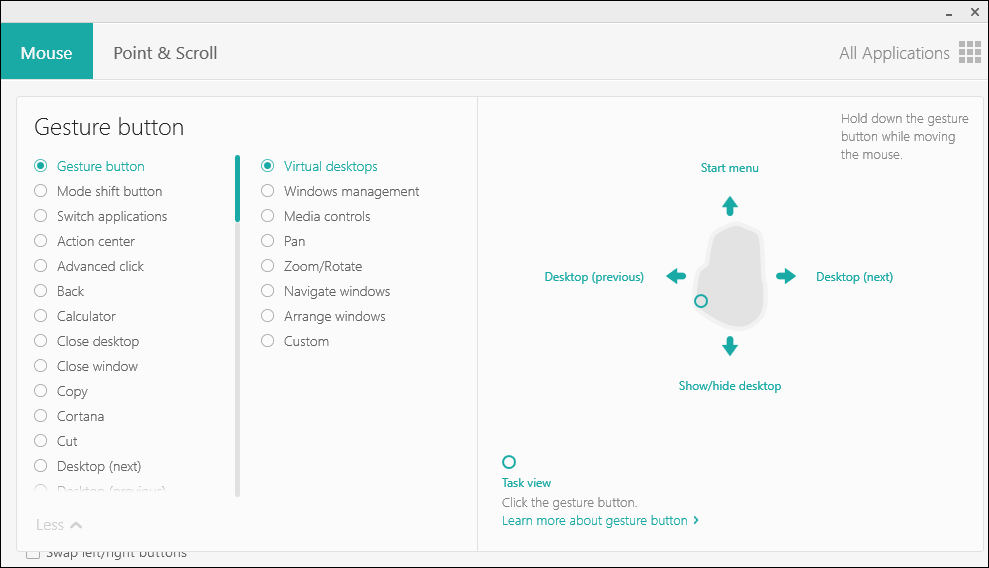 Mouse
Point & Scroll
All Applications
Gesture button
Gesture button
Mode shift button
Switch applications
Action center
Advanced click
Back
Calculator
Close desktop
Close window
Copy
Cortana
Cut
Desktop (next)
Desktop (previous)
Less
Virtual desktops
Windows management
Media controls
Pan
Zoom/Rotate
Navigate windows
Arrange windows
Custom
Hold down the gesture
button while moving
the mouse.
Start menu
Desktop (previous)
Desktop (next)
Show/hide desktop
Task view
Click the gesture button.
Learn more about gesture button
Swap left/right buttons